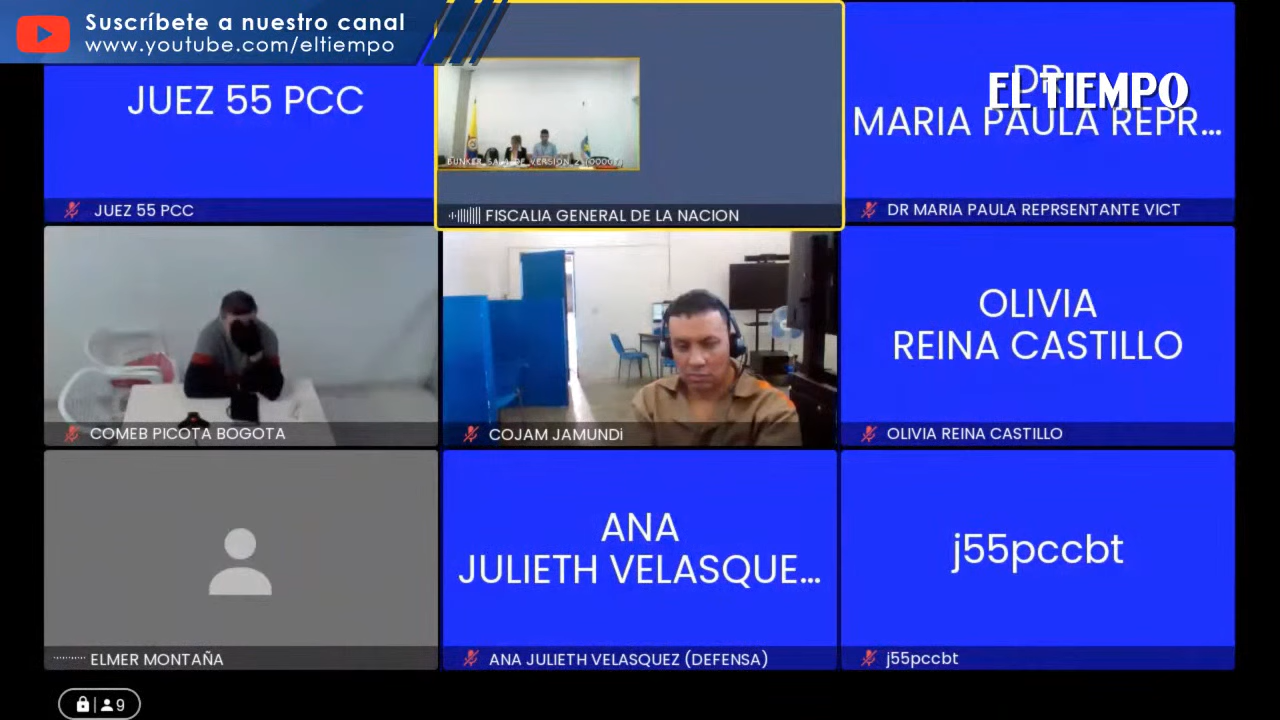 Suscríbete a nuestro canal
www.youtube.com/eltiempo
JUEZ 55 PCC
JUEZ 55 PCC
BUNKER_SALA_DE_VERSION_2
FISCALIA GENERAL DE LA NACION
DR
MARIA PAULA REPR...
EL TIEMPO
DR MARIA PAULA REPRSENTANTE VICT
COMEB PICOTA BOGOTA
COJAM JAMUNDi
OLIVIA
REINA CASTILLO
OLIVIA REINA CASTILLO
ELMER MONTAÑA
ANA
JULIETH VELASQUE...
ANA JULIETH VELASQUEZ (DEFENSA)
j55pccbt
j55pccbt
9